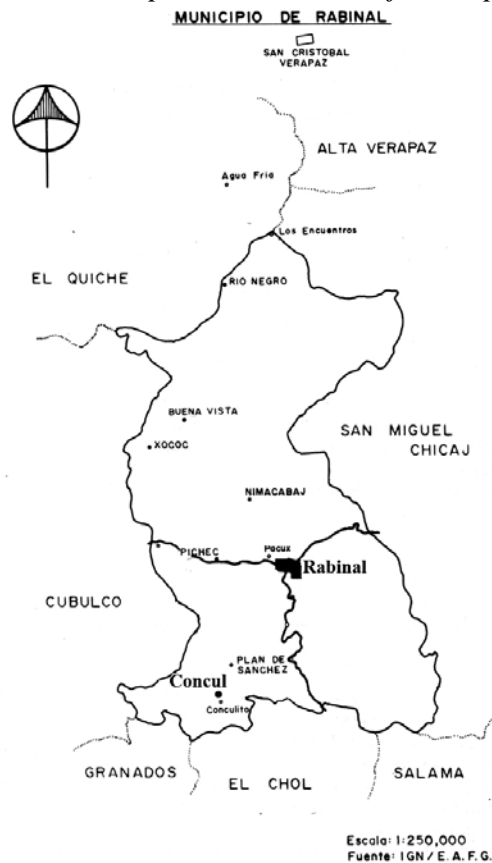 MUNICIPIO DE RABINAL
SAN CRISTOBAL
VERAPAZ
ALTA VERAPAZ
Agua Fria
Los Encuentros
EL QUICHE
RIO NEGRO
BUENA VISTA
SAN MIGUEL
CHICAJ
XOCOC
NIMACABAJ
PICHEC
Pacux
Rabinal
CUBULCO
PLAN DE
SANCHEZ
Concul
Conculito
GRANADOS
EL CHOL
SALAMA
Escala: 1:250,000
Fuente: IGN / E. A. F. G.